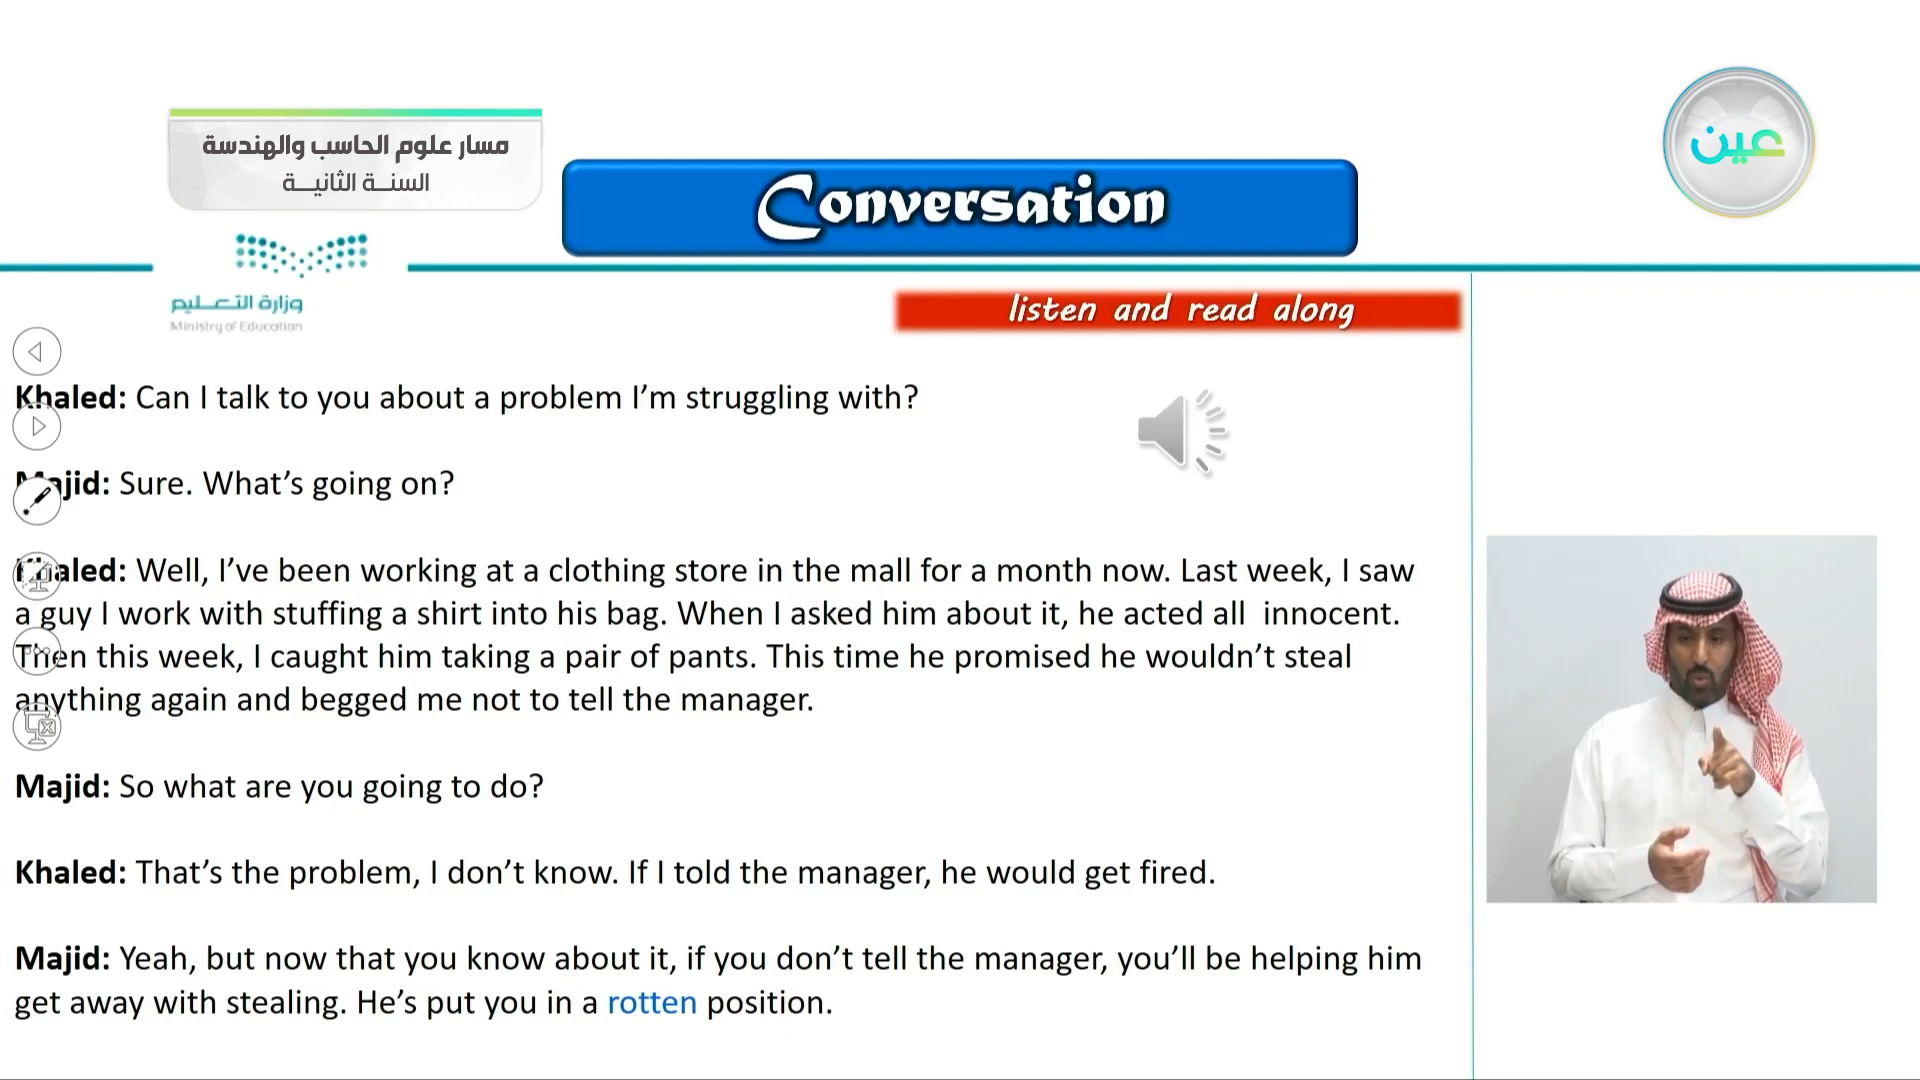 مسار علوم الحاسب والهندسة
السنة الثانية
عين
Conversation
وزارة التعليم
Ministry of Education
listen and read along
Khaled: Can I talk to you about a problem I’m struggling with?
Majid: Sure. What’s going on?
Khaled: Well, I’ve been working at a clothing store in the mall for a month now. Last week, I saw
a guy I work with stuffing a shirt into his bag. When I asked him about it, he acted all innocent.
Then this week, I caught him taking a pair of pants. This time he promised he wouldn’t steal
anything again and begged me not to tell the manager.
Majid: So what are you going to do?
Khaled: That’s the problem, I don’t know. If I told the manager, he would get fired.
Majid: Yeah, but now that you know about it, if you don’t tell the manager, you’ll be helping him
get away with stealing. He’s put you in a rotten position.